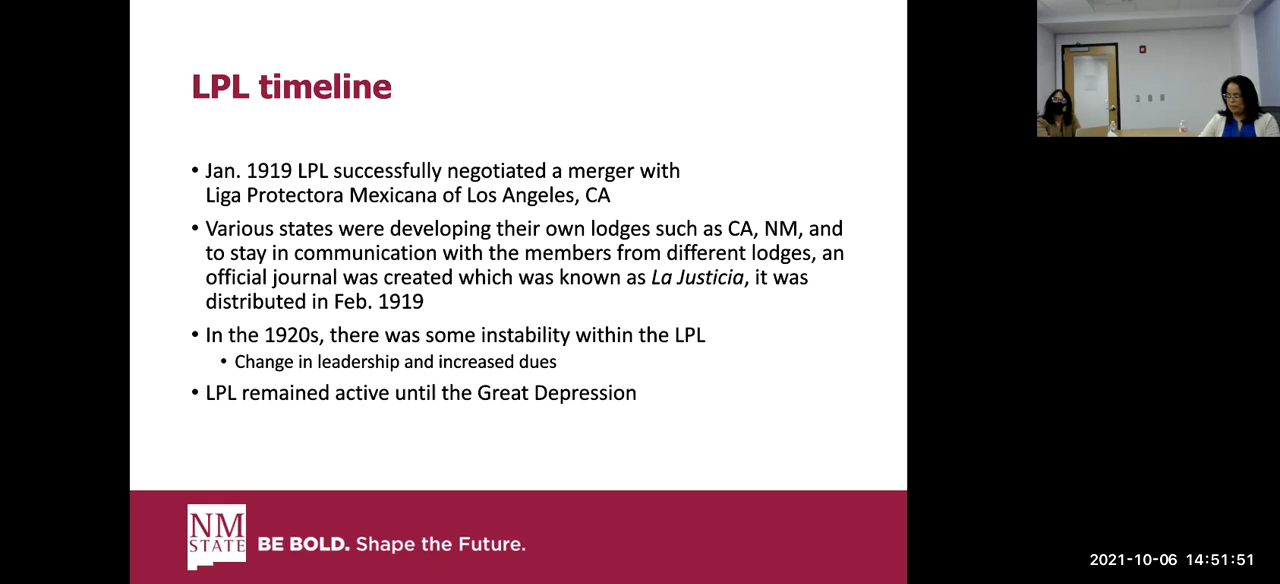 LPL timeline
• Jan. 1919 LPL successfully negotiated a merger with
Liga Protectora Mexicana of Los Angeles, CA
• Various states were developing their own lodges such as CA, NM, and
to stay in communication with the members from different lodges, an
official journal was created which was known as La Justicia, it was
distributed in Feb. 1919
• In the 1920s, there was some instability within the LPL
• Change in leadership and increased dues
• LPL remained active until the Great Depression
NM
STATE
BE BOLD. Shape the Future.
2021-10-06 14:51:51